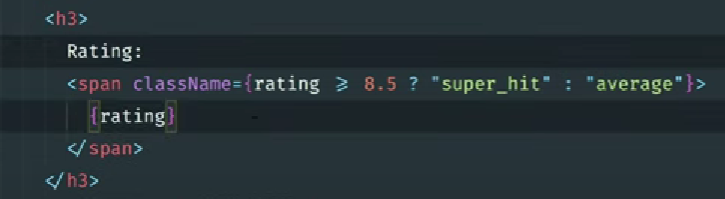 <h3>
Rating:
<span className={rating >= 8.5 ? "super_hit" : "average"}>
{rating}
</span>
</h3>